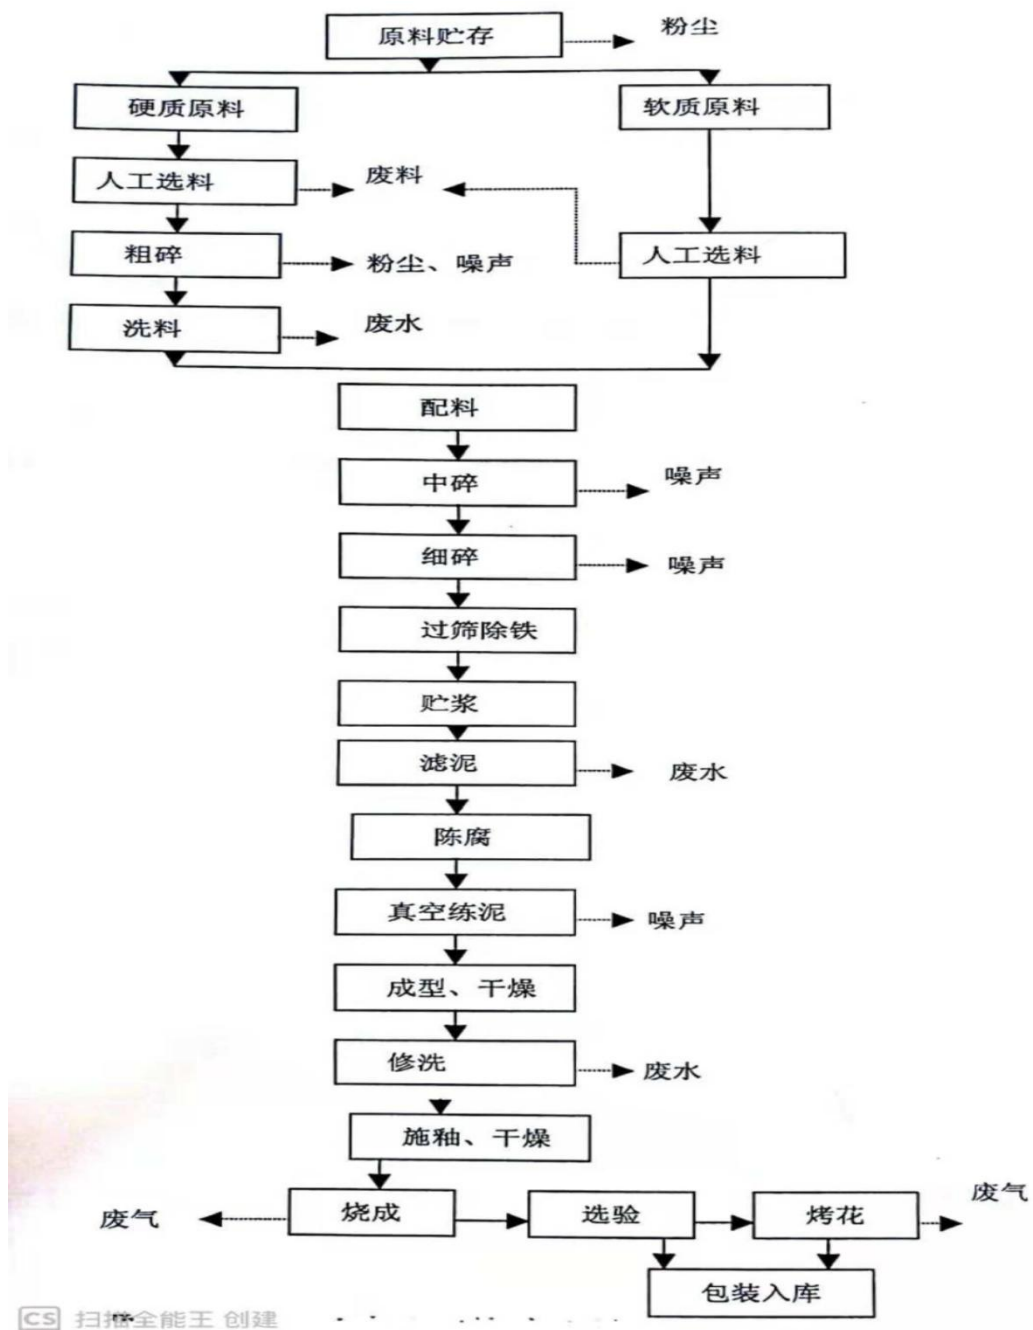 原料贮存 粉尘
硬质原料 软质原料
人工选料 废料
粗碎 粉尘、噪声 人工选料
洗料 废水
配料
中碎 噪声
细碎 噪声
过筛除铁
贮浆
滤泥 废水
陈腐
真空练泥 噪声
成型、干燥
修洗 废水
施釉、干燥
废气 烧成 选验 烤花 废气
包装入库
CS 扫描全能王 创建